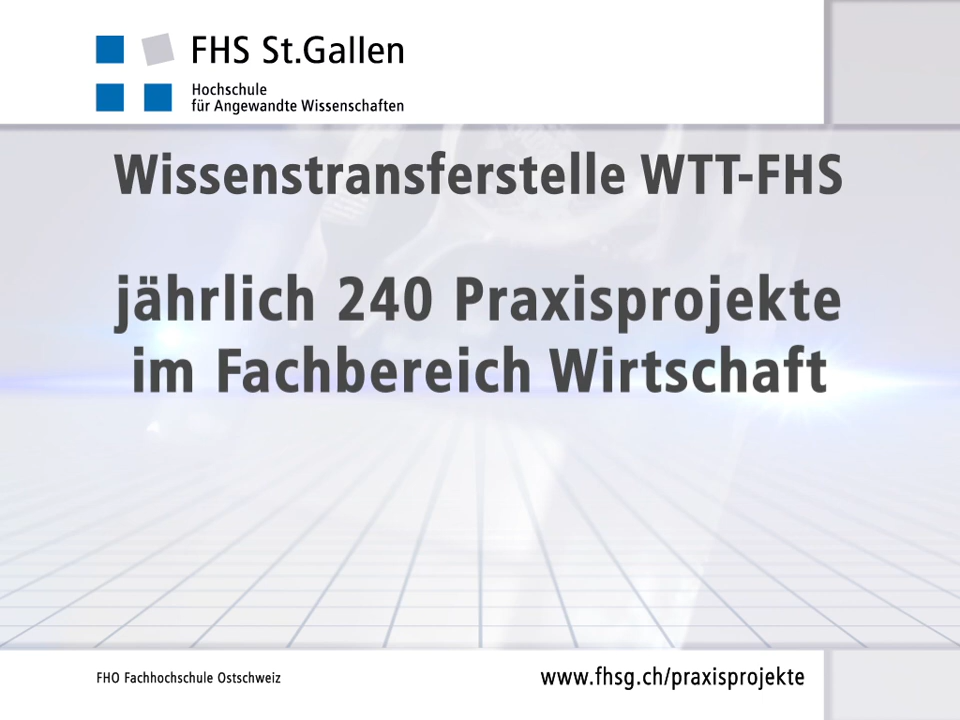 FHS St.Gallen
Hochschule
für Angewandte Wissenschaften
Wissenstransferstelle WTT-FHS
jährlich 240 Praxisprojekte
im Fachbereich Wirtschaft
FHO Fachhochschule Ostschweiz
www.fhsg.ch/praxisprojekte